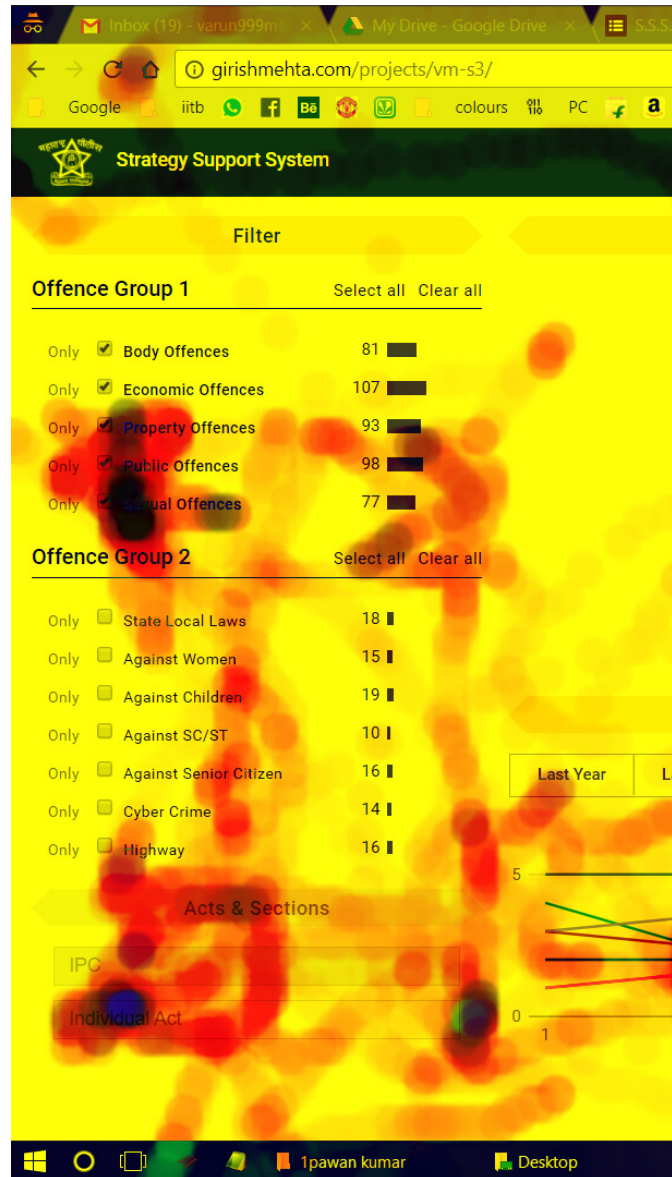 Inbox (19) - varun999m
My Drive - Google Drive
S.S.S.
girishmehta.com/projects/vm-s3/
Google iitb f Bē colours PC a
महाराष्ट्र पोलीस
Strategy Support System
Filter
Offence Group 1 Select all Clear all
Only Body Offences 81
Only Economic Offences 107
Only Property Offences 93
Only Public Offences 98
Only Sexual Offences 77
Offence Group 2 Select all Clear all
Only State Local Laws 18
Only Against Women 15
Only Against Children 19
Only Against SC/ST 10
Only Against Senior Citizen 16
Only Cyber Crime 14
Only Highway 16
Last Year
5
Acts & Sections
IPC
Individual Act
0
1
1pawan kumar
Desktop